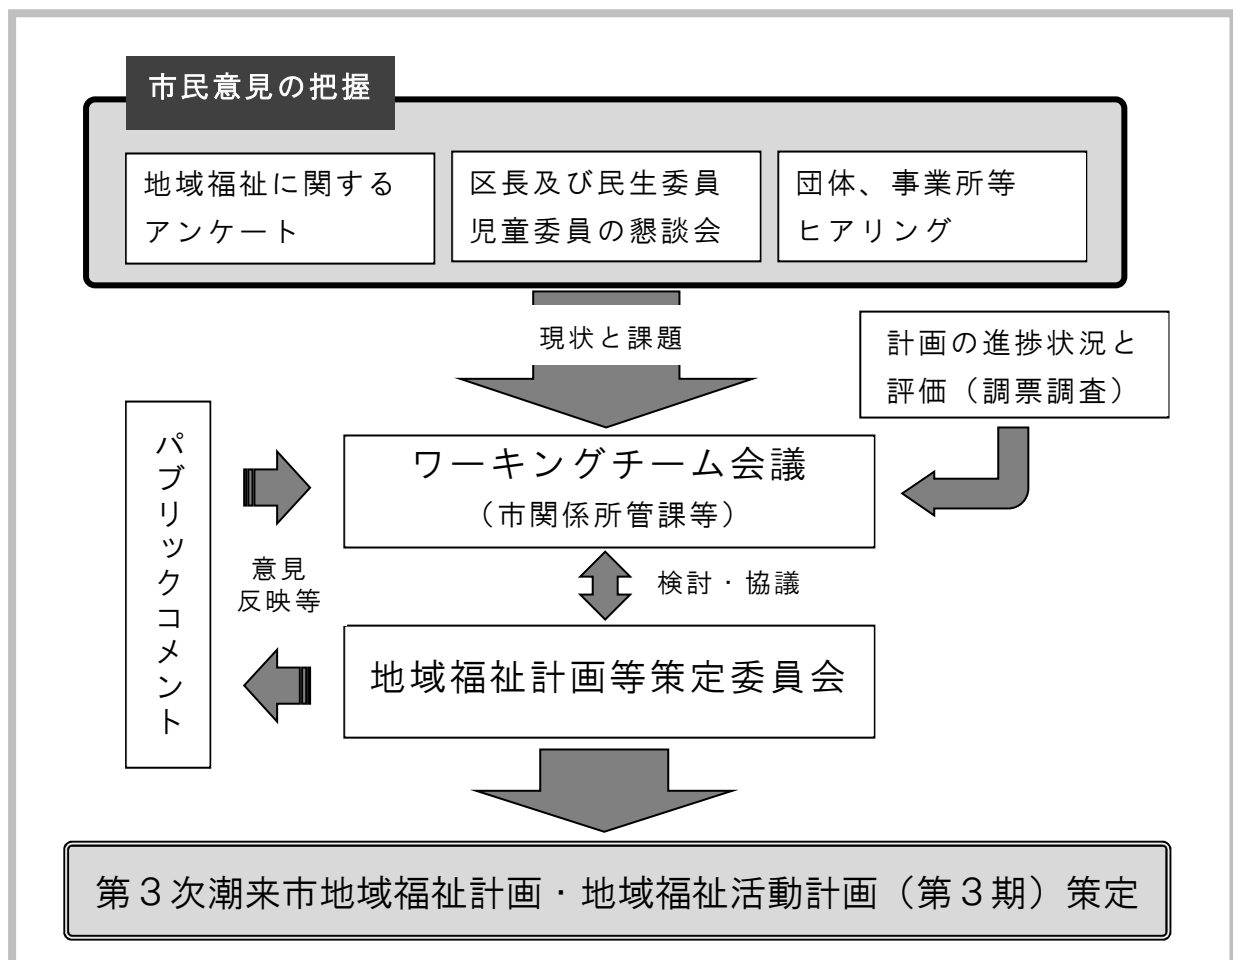 市民意見の把握
地域福祉に関する
アンケート
区長及び民生委員
児童委員の懇談会
団体、事業所等
ヒアリング
現状と課題
計画の進捗状況と
評価（調票調査）
パブリックコメント
ワーキングチーム会議
（市関係所管課等）
意見
反映等
検討・協議
地域福祉計画等策定委員会
第３次潮来市地域福祉計画・地域福祉活動計画（第３期）策定